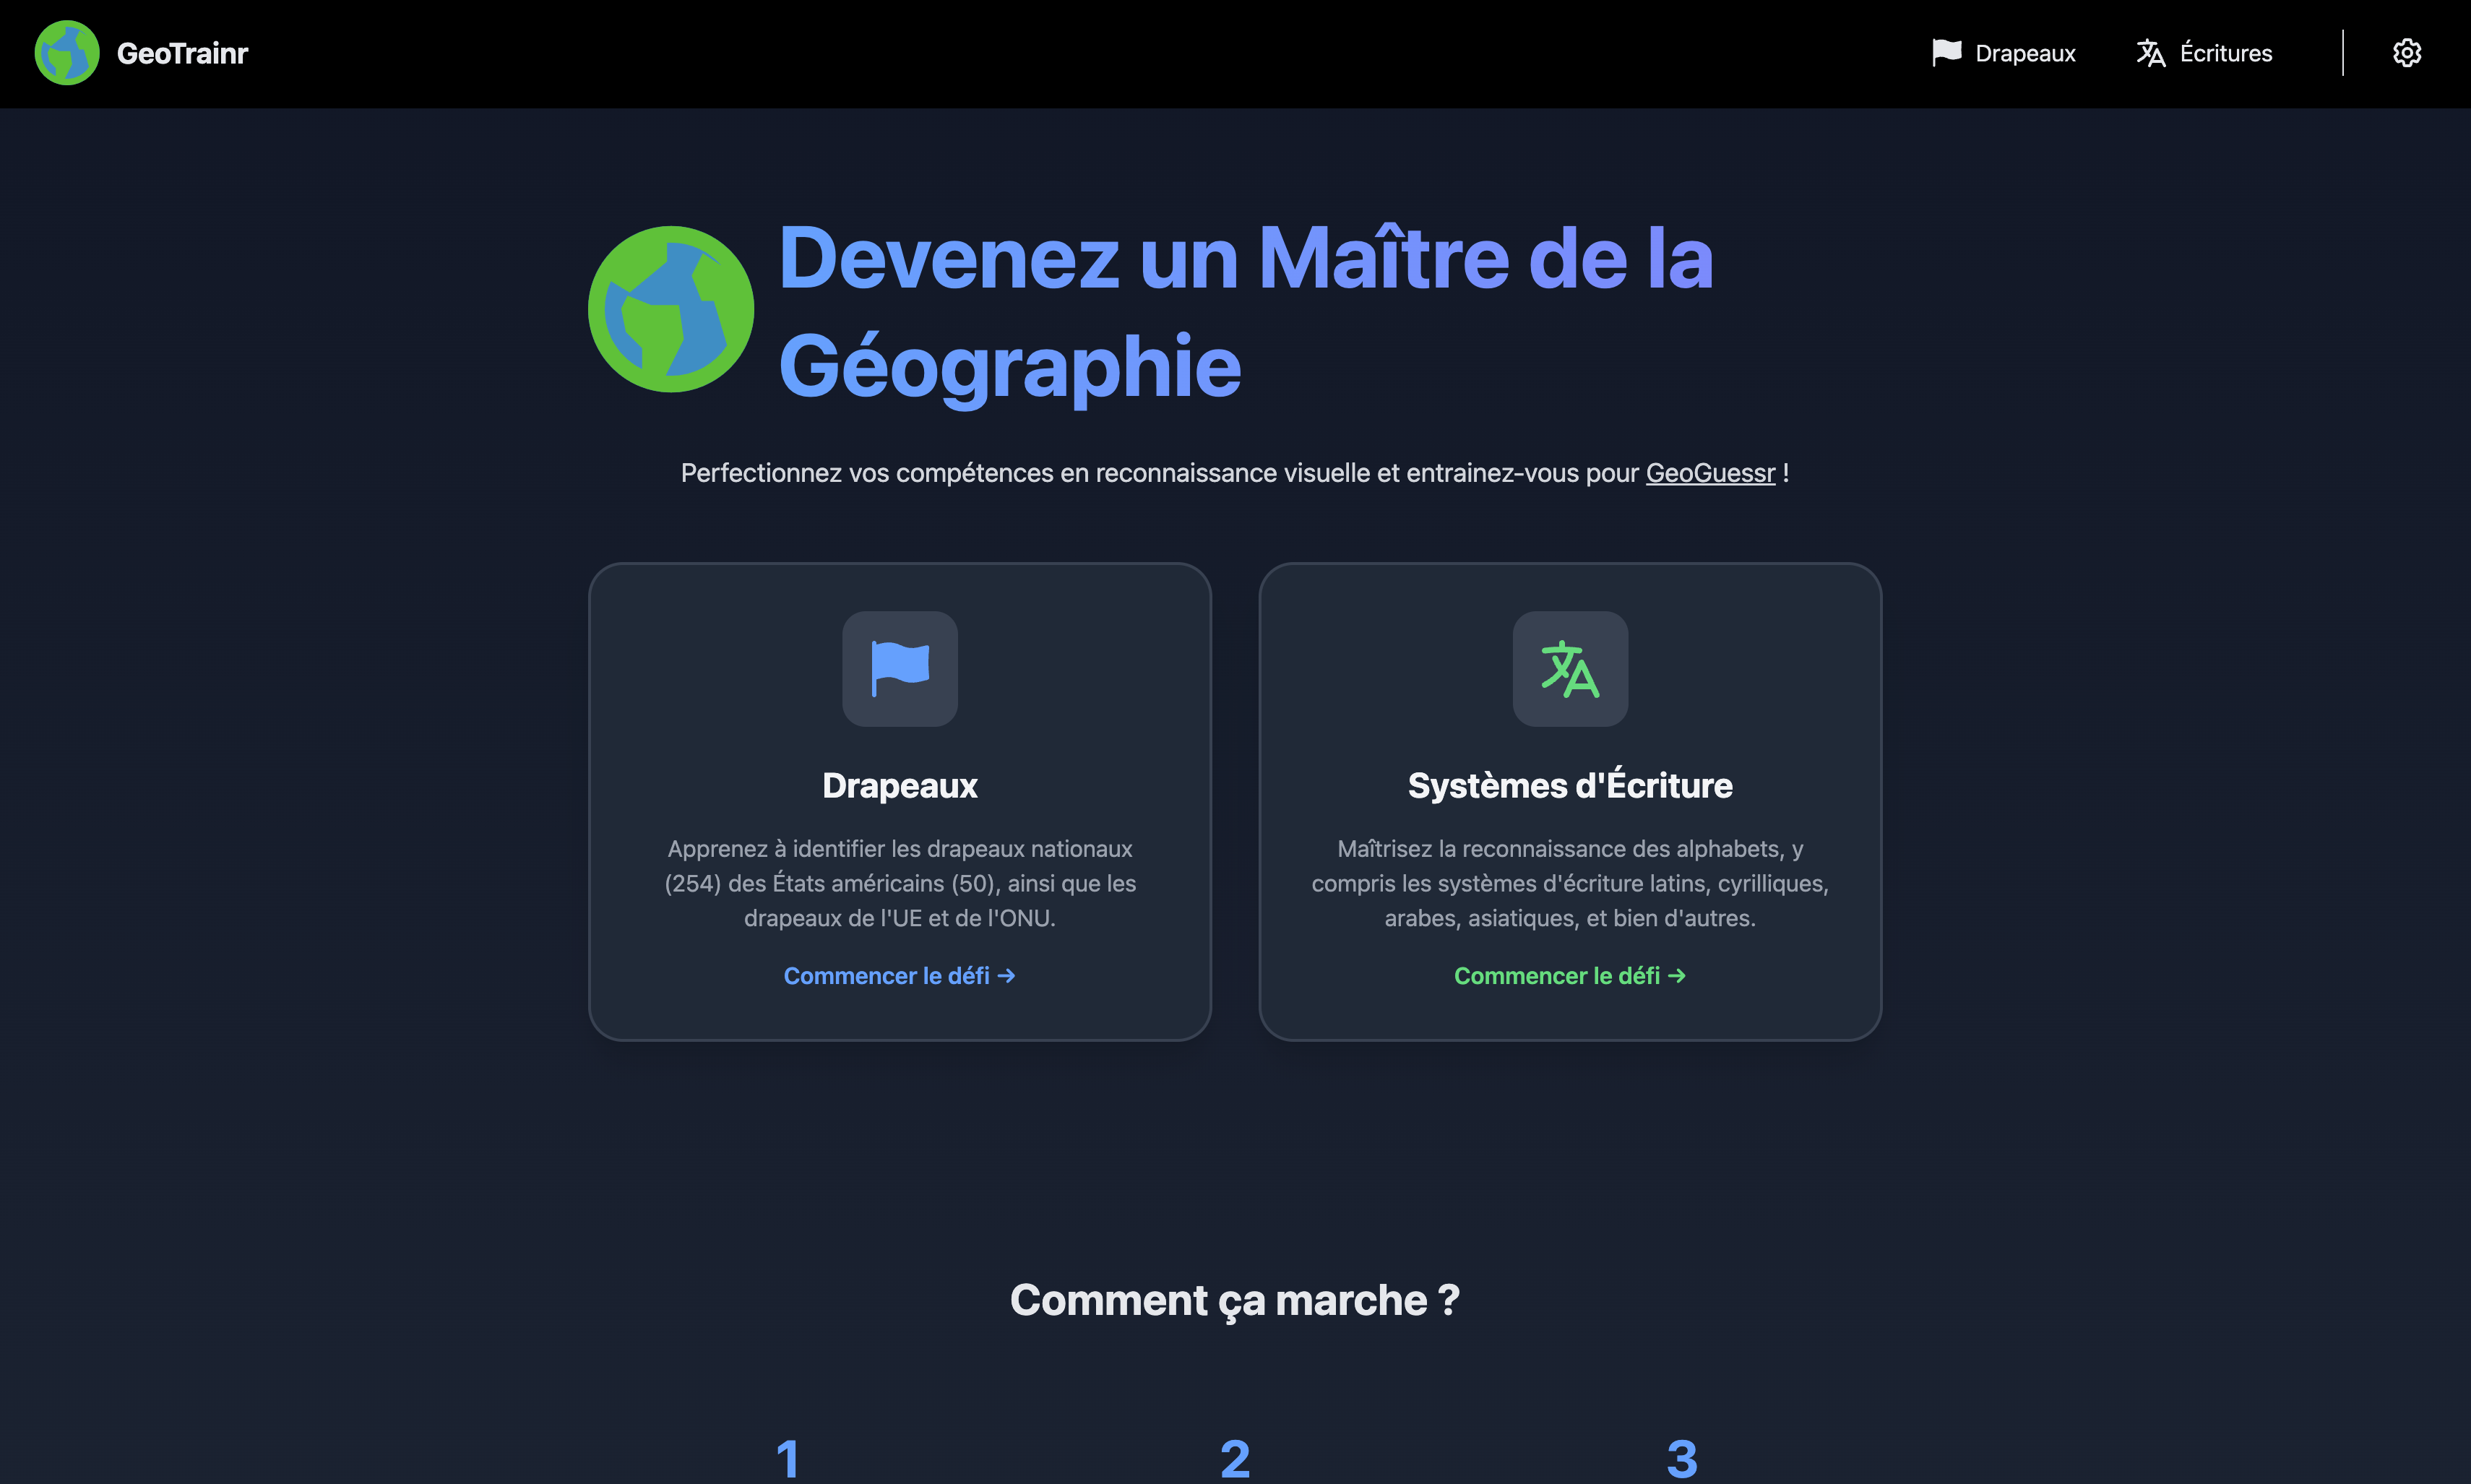 GeoTrainr
Drapeaux
Écritures
Devenez un Maître de la
Géographie
Perfectionnez vos compétences en reconnaissance visuelle et entrainez-vous pour GeoGuessr !
Drapeaux
Apprenez à identifier les drapeaux nationaux
(254) des États américains (50), ainsi que les
drapeaux de l'UE et de l'ONU.
Commencer le défi →
Systèmes d'Écriture
Maîtrisez la reconnaissance des alphabets, y
compris les systèmes d'écriture latins, cyrilliques,
arabes, asiatiques, et bien d'autres.
Commencer le défi →
Comment ça marche ?
1
2
3